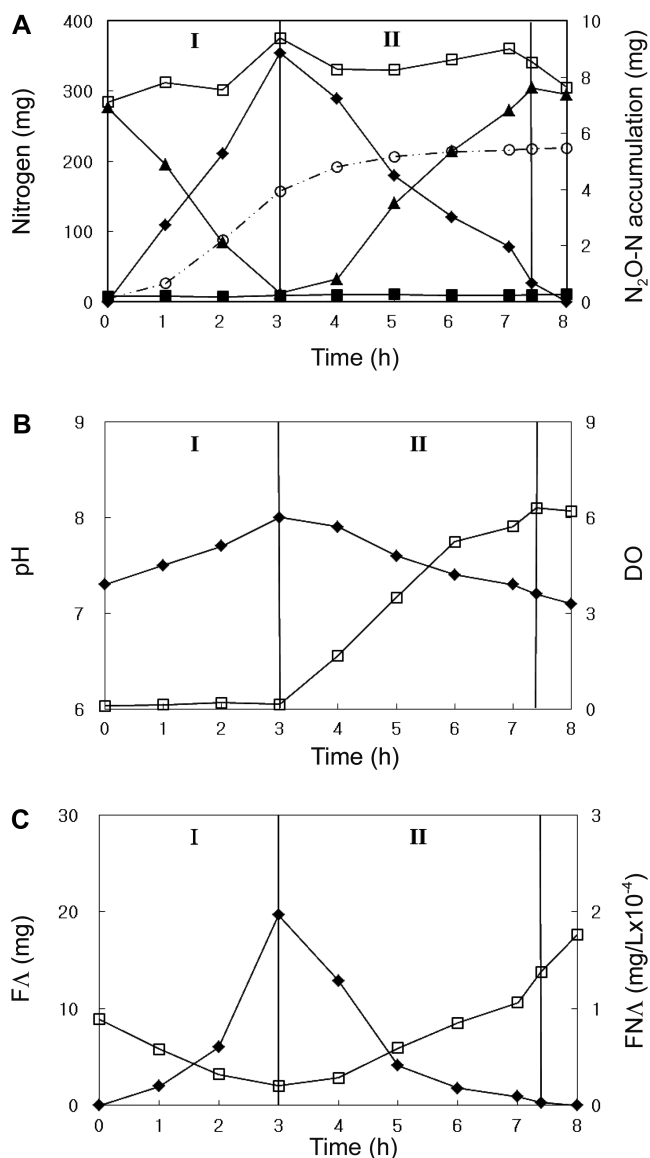 A
I
II
Nitrogen (mg)
N₂O-N accumulation (mg)
400
300
200
100
0
10
8
6
4
2
0
0 1 2 3 4 5 6 7 8
Time (h)
B
I
II
pH
DO
9
8
7
6
9
6
3
0
0 1 2 3 4 5 6 7 8
Time (h)
C
I
II
FΛ (mg)
FNΛ (mg/Lx10⁻⁴)
30
20
10
0
3
2
1
0
0 1 2 3 4 5 6 7 8
Time (h)